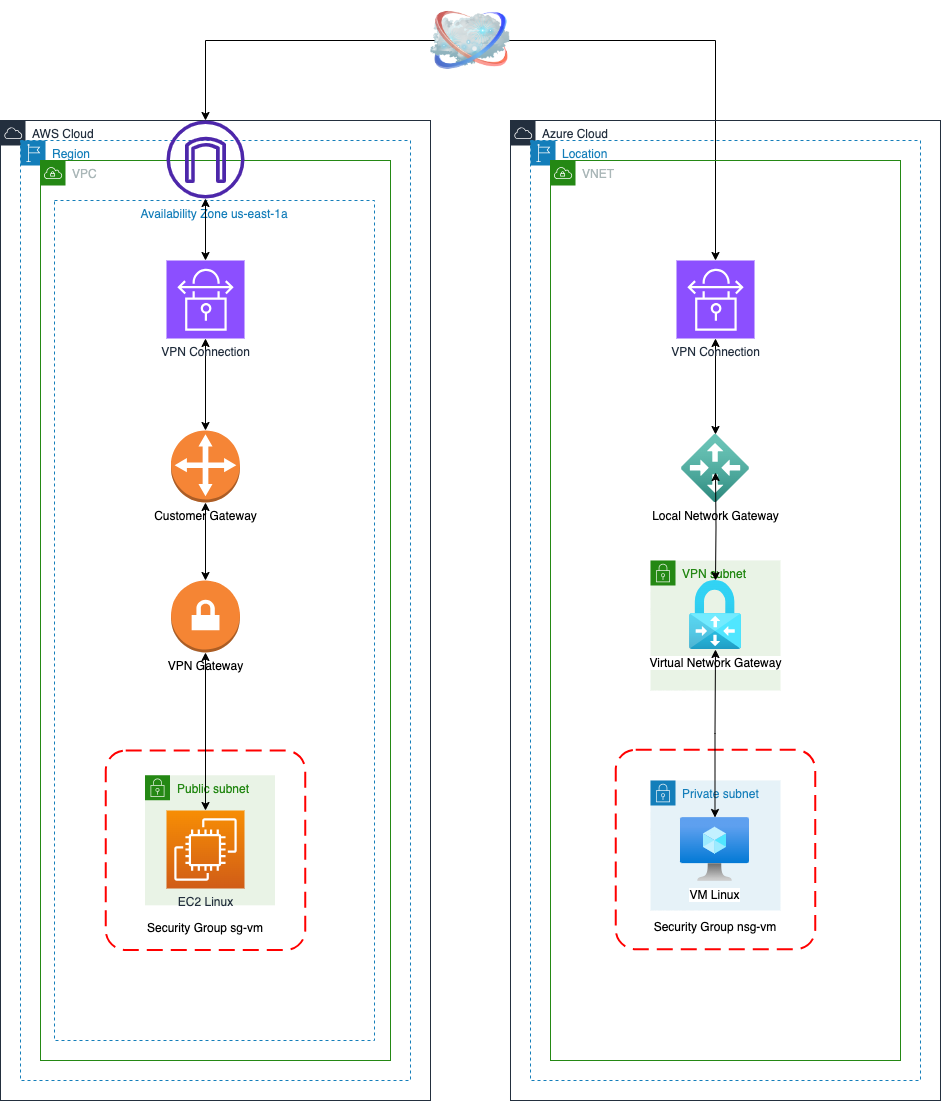 AWS Cloud
Region
VPC
Availability Zone us-east-1a
VPN Connection
Customer Gateway
VPN Gateway
Public subnet
EC2 Linux
Security Group sg-vm
Azure Cloud
Location
VNET
VPN Connection
Local Network Gateway
VPN subnet
Virtual Network Gateway
Private subnet
VM Linux
Security Group nsg-vm